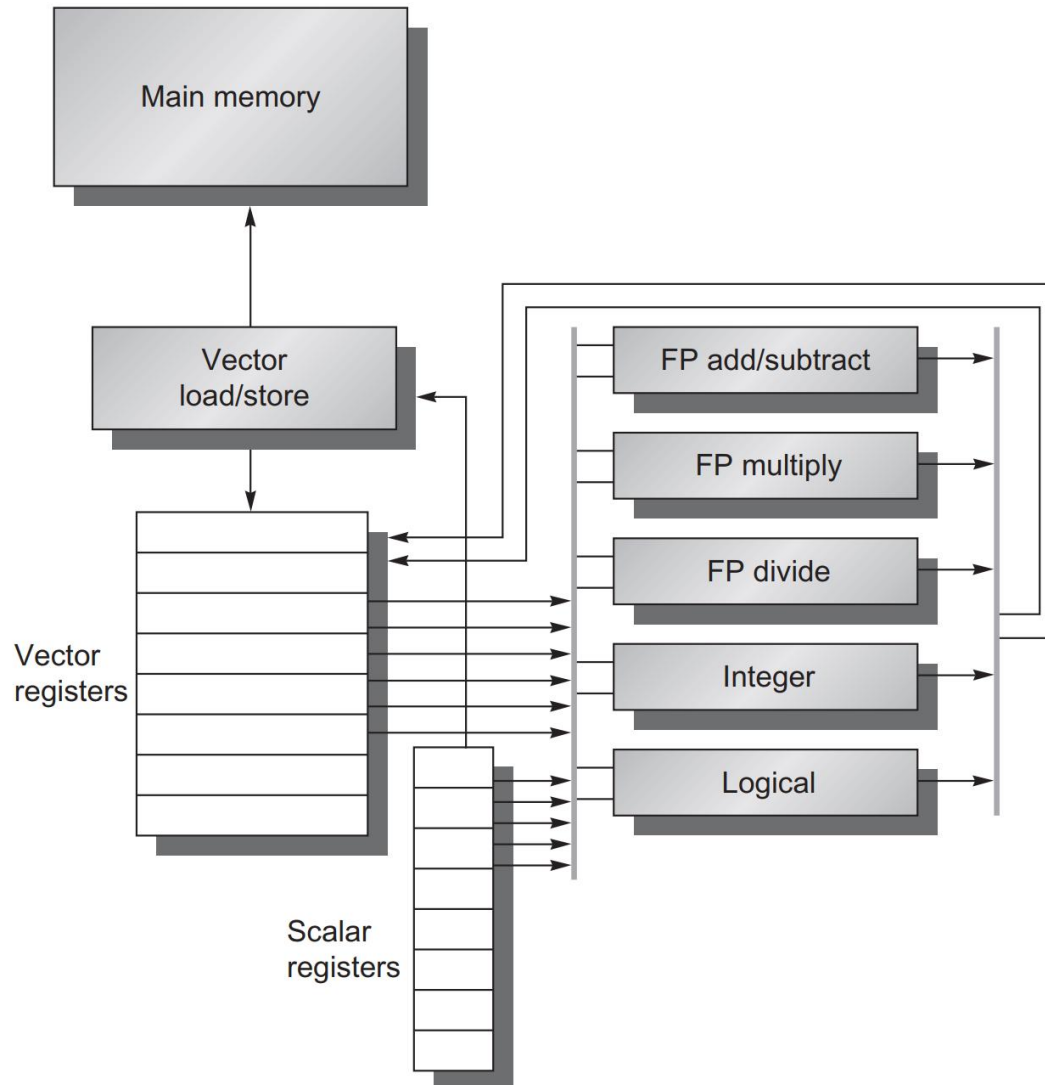 Main memory
Vector
load/store
FP add/subtract
FP multiply
FP divide
Integer
Logical
Vector
registers
Scalar
registers